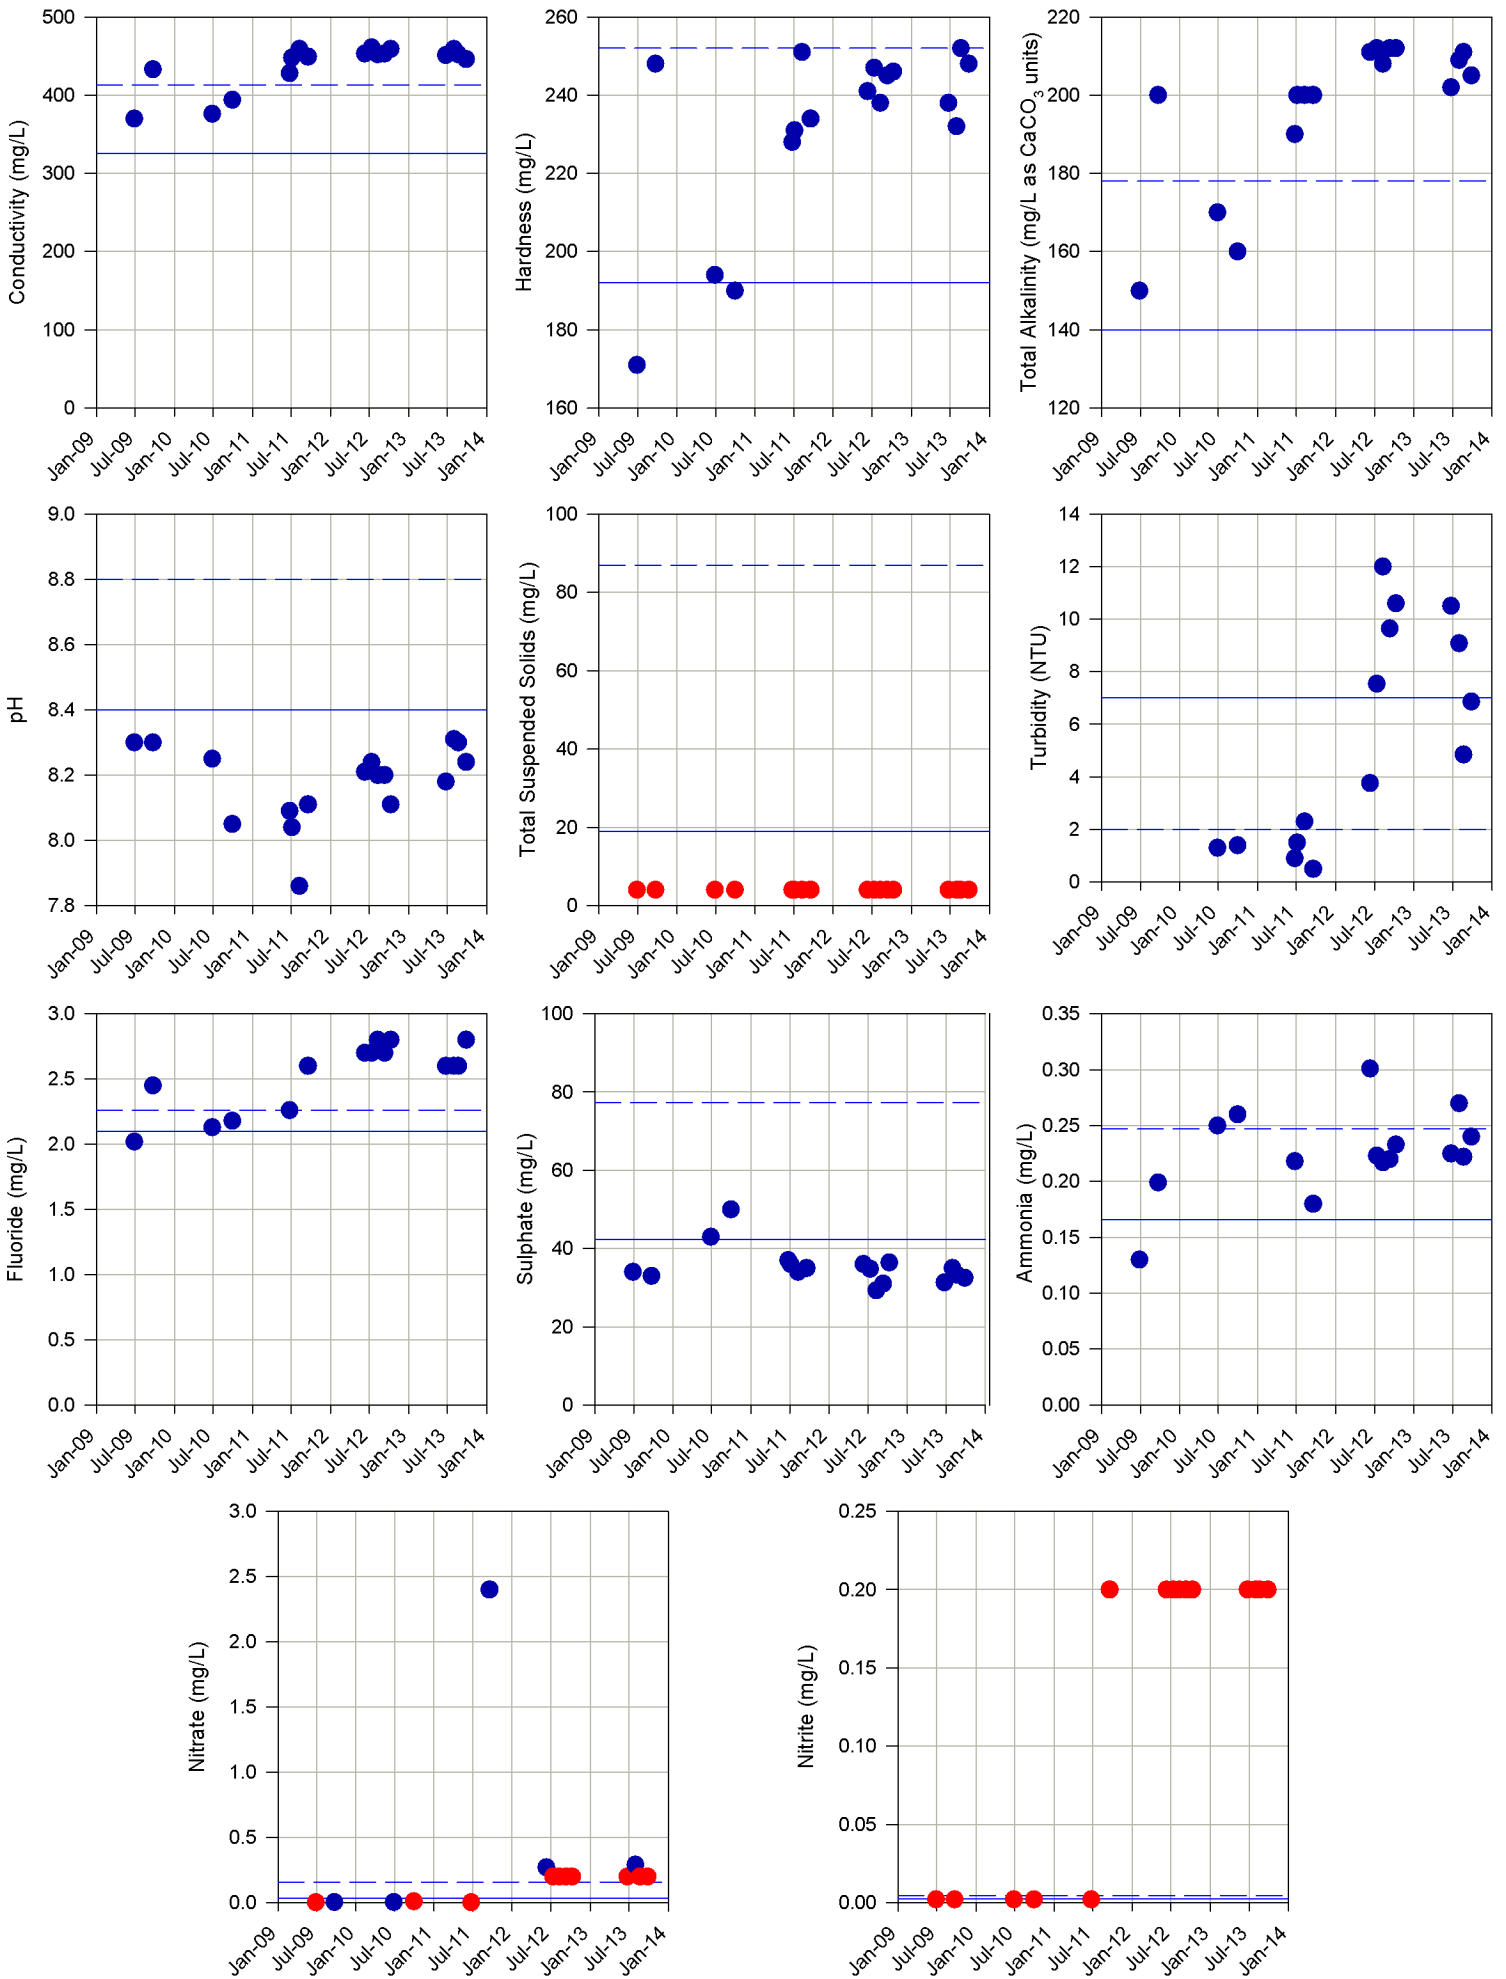 Conductivity (mg/L)
500
400
300
400
100
0
Jan-09
Jul-09
Jan-10
Jul-10
Jan-11
Jul-11
Jan-12
Jul-12
Jan-13
Jul-13
Jan-14
Hardness (mg/L)
260
240
220
200
180
160
Jan-09
Jul-09
Jan-10
Jul-10
Jan-11
Jul-11
Jan-12
Jul-12
Jan-13
Jul-13
Jan-14
Total Alkalinity (mg/L as CaCO3 units)
220
200
180
160
140
120
Jan-09
Jul-09
Jan-10
Jul-10
Jan-11
Jul-11
Jan-12
Jul-12
Jan-13
Jul-13
Jan-14
pH
9.0
8.8
8.6
8.4
8.2
8.0
7.8
Jan-09
Jul-09
Jan-10
Jul-10
Jan-11
Jul-11
Jan-12
Jul-12
Jan-13
Jul-13
Jan-14
Total Suspended Solids (mg/L)
100
80
60
40
20
0
Jan-09
Jul-09
Jan-10
Jul-10
Jan-11
Jul-11
Jan-12
Jul-12
Jan-13
Jul-13
Jan-14
Turbidity (NTU)
14
12
10
8
6
4
2
0
Jan-09
Jul-09
Jan-10
Jul-10
Jan-11
Jul-11
Jan-12
Jul-12
Jan-13
Jul-13
Jan-14
Fluoride (mg/L)
3.0
2.5
2.0
1.5
1.0
0.5
0.0
Jan-09
Jul-09
Jan-10
Jul-10
Jan-11
Jul-11
Jan-12
Jul-12
Jan-13
Jul-13
Jan-14
Sulphate (mg/L)
100
80
60
40
20
0
Jan-09
Jul-09
Jan-10
Jul-10
Jan-11
Jul-11
Jan-12
Jul-12
Jan-13
Jul-13
Jan-14
Ammonia (mg/L)
0.35
0.30
0.25
0.20
0.15
0.10
0.05
0.00
Jan-09
Jul-09
Jan-10
Jul-10
Jan-11
Jul-11
Jan-12
Jul-12
Jan-13
Jul-13
Jan-14
Nitrate (mg/L)
3.0
2.5
2.0
1.5
1.0
0.5
0.0
Jan-09
Jul-09
Jan-10
Jul-10
Jan-11
Jul-11
Jan-12
Jul-12
Jan-13
Jul-13
Jan-14
Nitrite (mg/L)
0.25
0.20
0.15
0.10
0.05
0.00
Jan-09
Jul-09
Jan-10
Jul-10
Jan-11
Jul-11
Jan-12
Jul-12
Jan-13
Jul-13
Jan-14